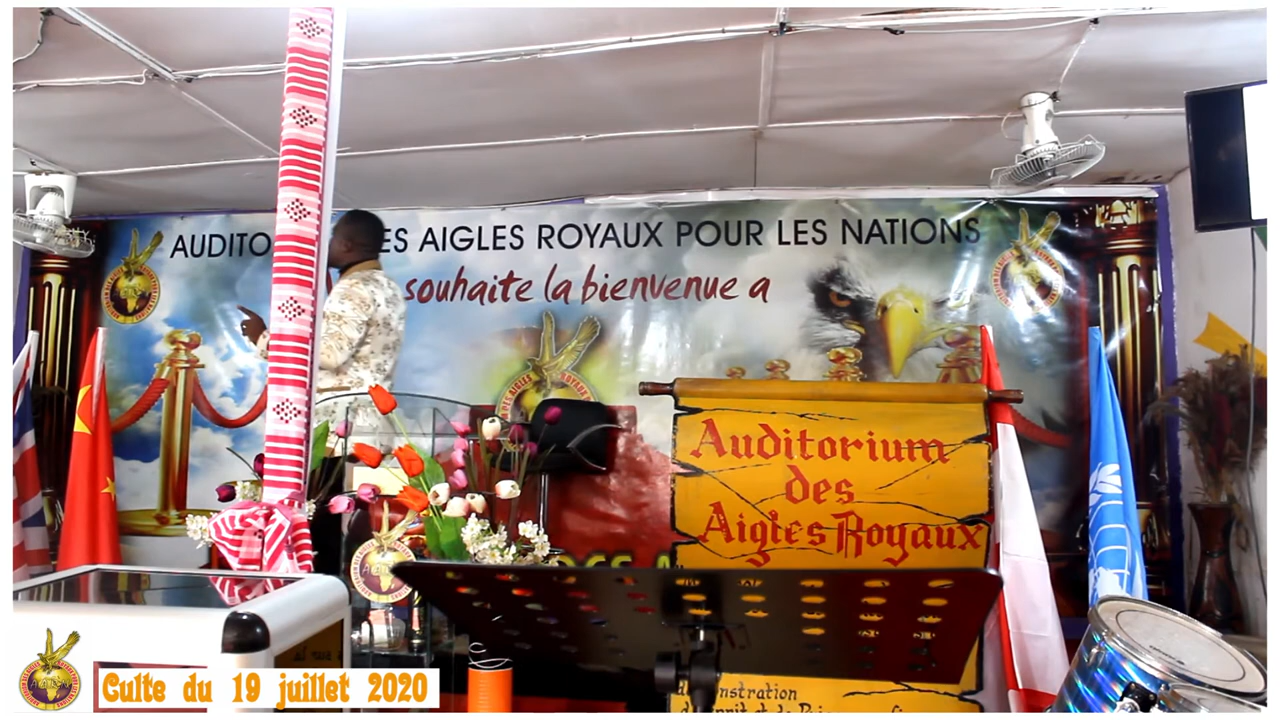 AUDITO ES AIGLES ROYAUX POUR LES NATIONS
souhaite la bienvenue a
Auditorium
des
Aigles Royaux
Culte du 19 juillet 2020